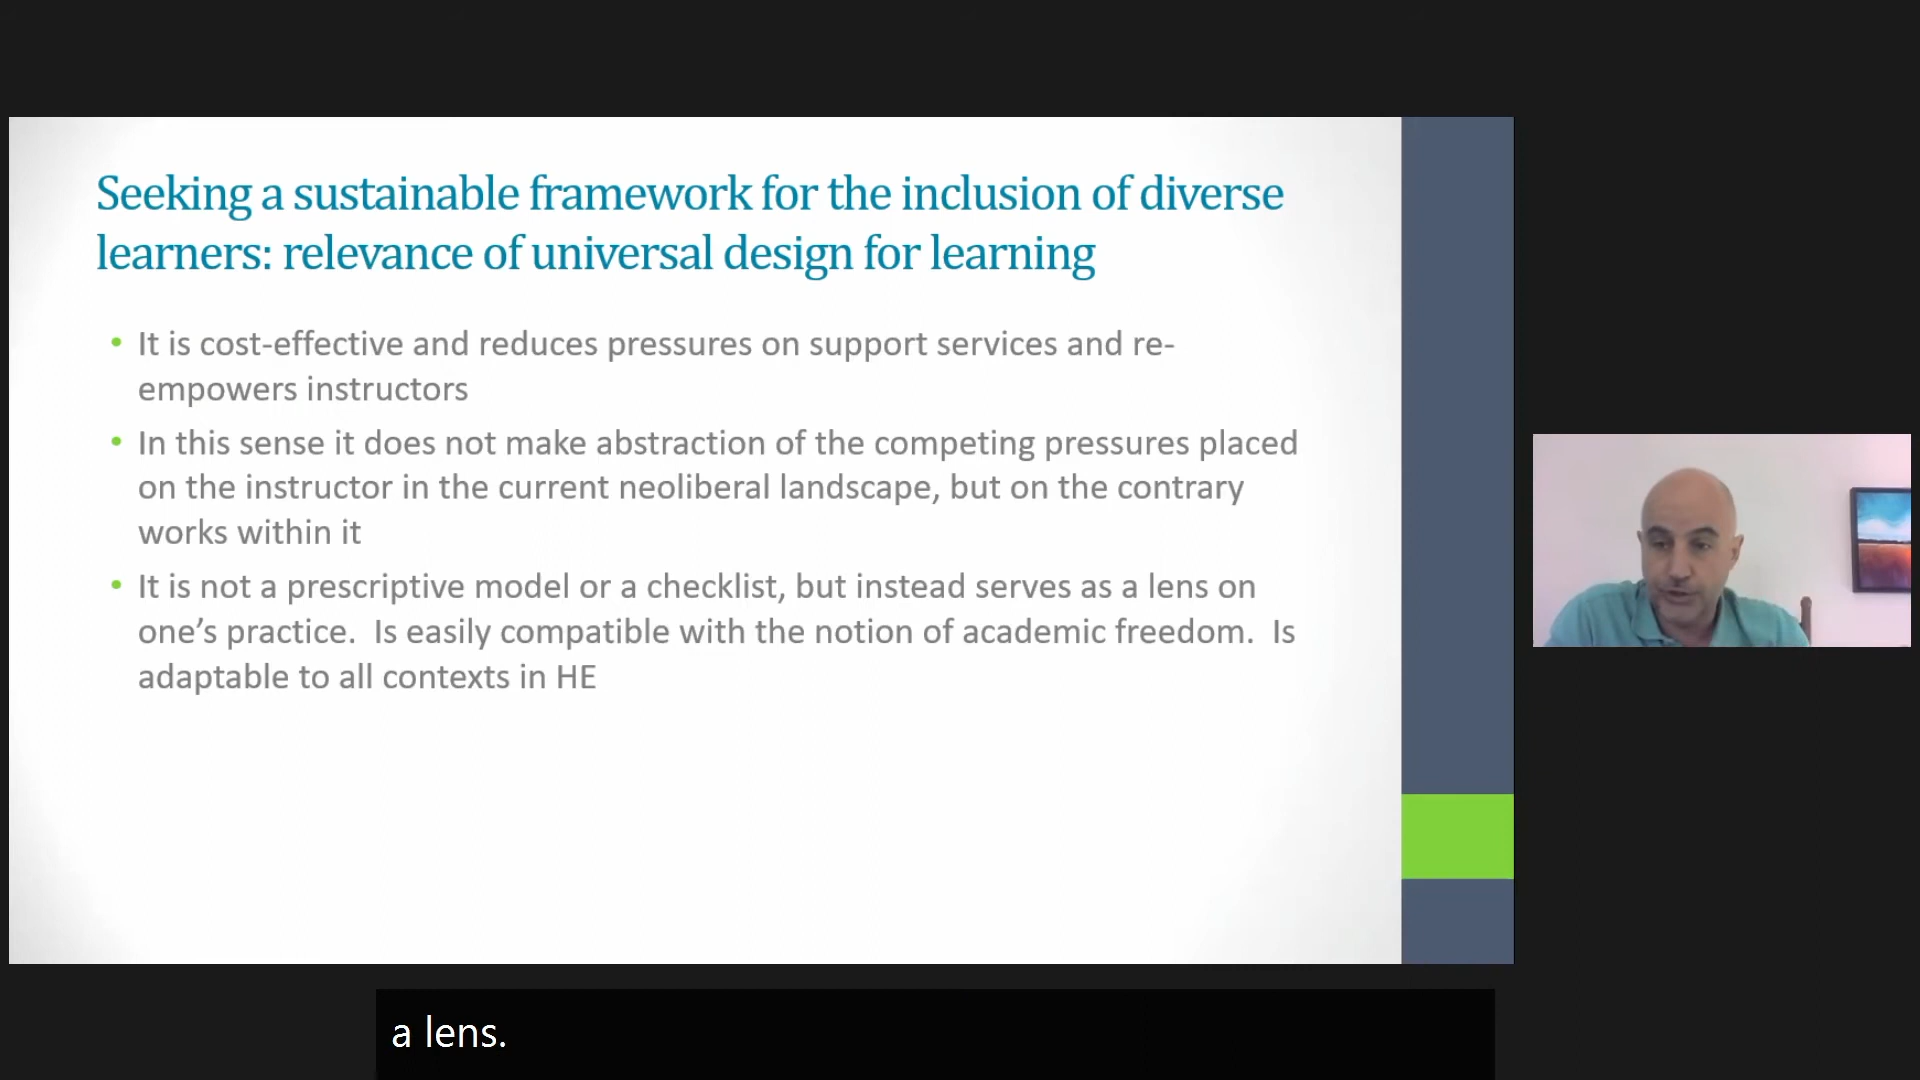 Seeking a sustainable framework for the inclusion of diverse
learners: relevance of universal design for learning
• It is cost-effective and reduces pressures on support services and re-
empowers instructors
• In this sense it does not make abstraction of the competing pressures placed
on the instructor in the current neoliberal landscape, but on the contrary
works within it
• It is not a prescriptive model or a checklist, but instead serves as a lens on
one’s practice.  Is easily compatible with the notion of academic freedom.  Is
adaptable to all contexts in HE
a lens.